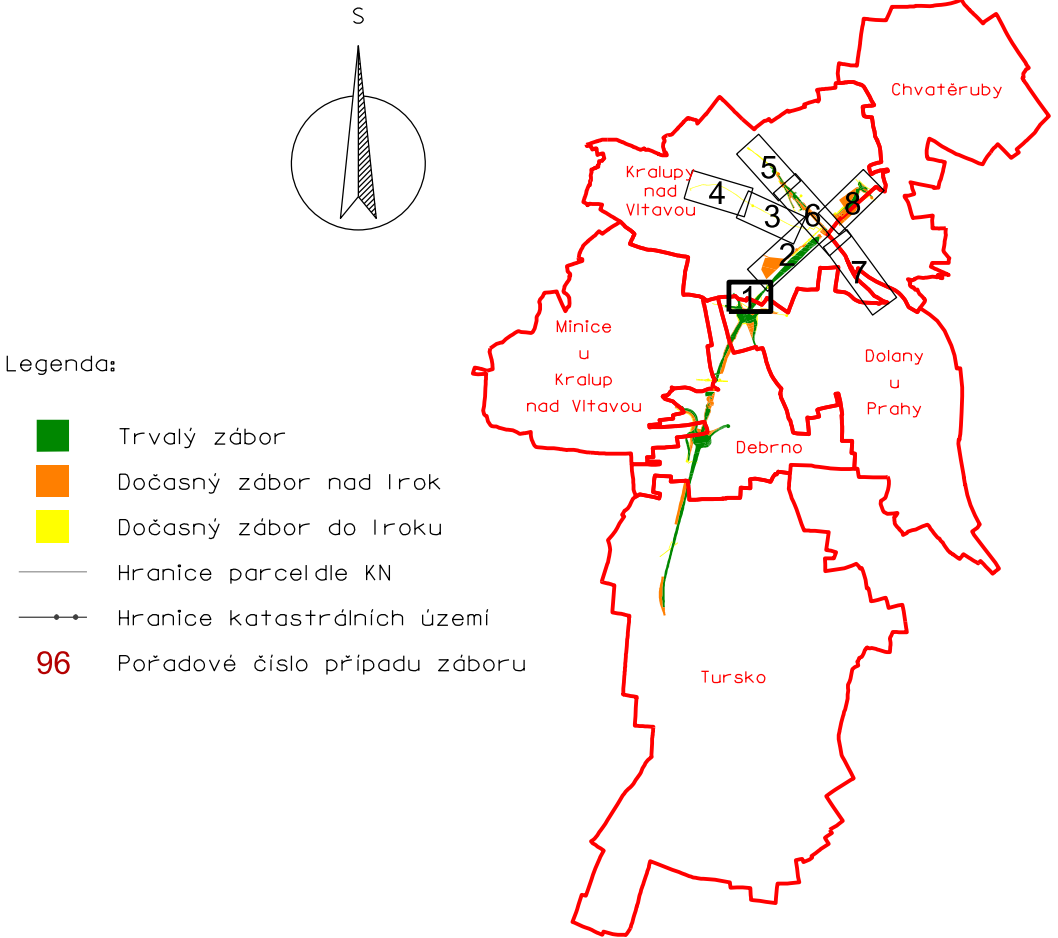 S
Chvatěruby
Kralupy
nad
Vltavou
5
4
3
6
8
2
7
1
Minice
u
Kralup
nad Vltavou
Dolany
u
Prahy
Debrno
Tursko
Legenda:
Trvalý zábor
Dočasný zábor nad 1rok
Dočasný zábor do 1roku
Hranice parcel dle KN
Hranice katastrálních území
96 Pořadové číslo případu záboru